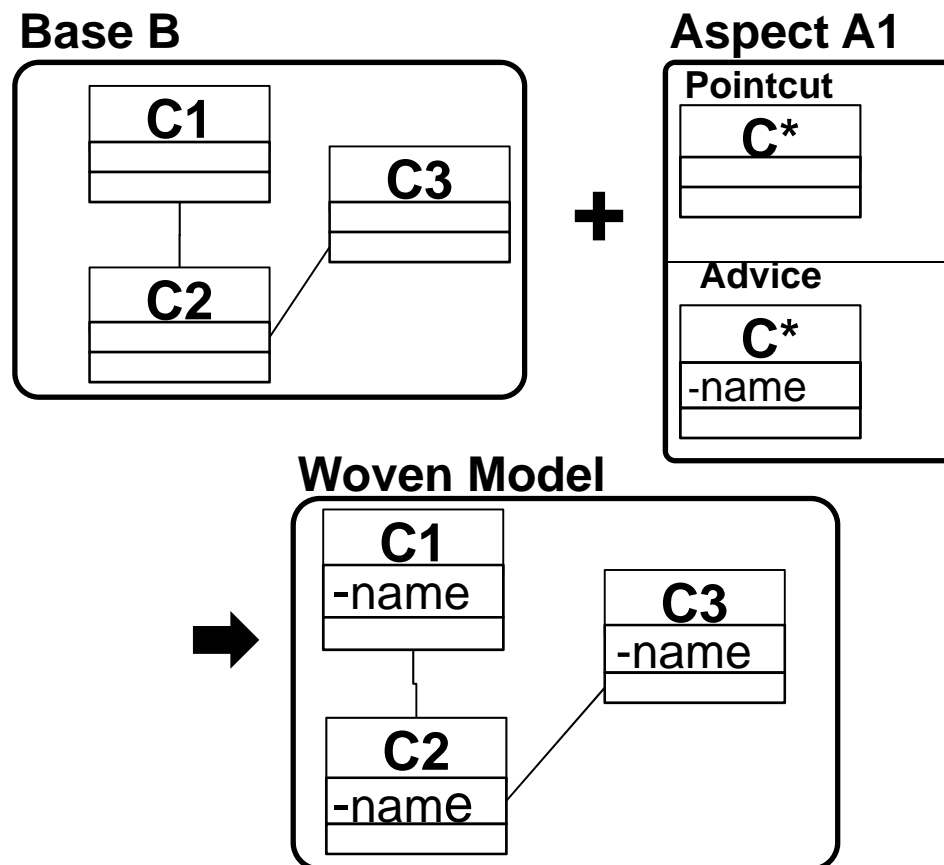 Base B
C1
C3
C2
+
Aspect A1
Pointcut
C*
Advice
C*
-name
Woven Model
C1
-name
C3
-name
C2
-name